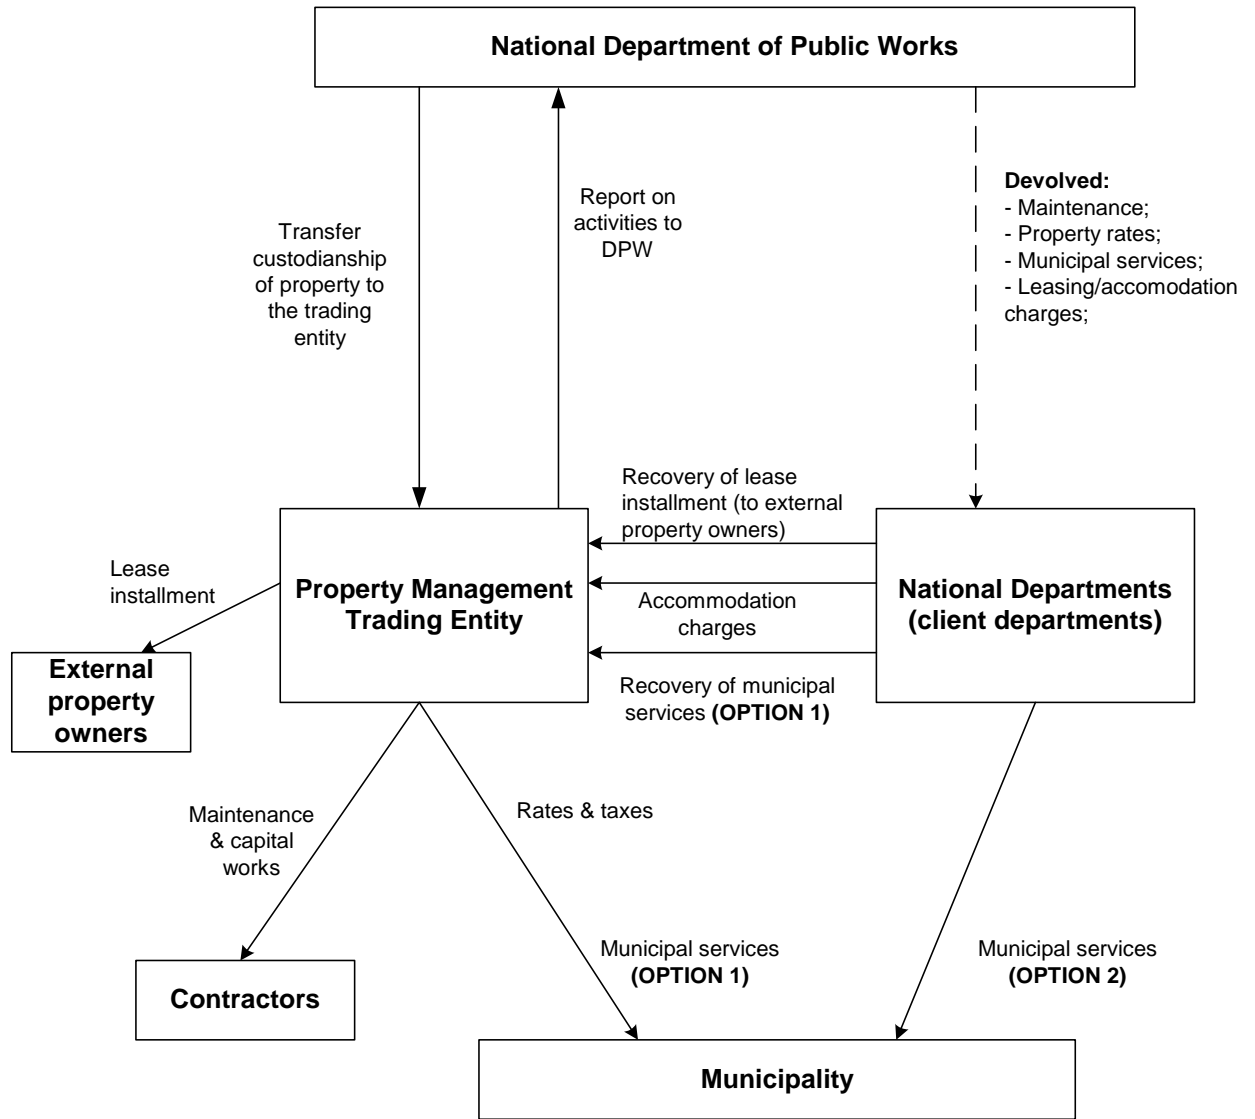 National Department of Public Works
Report on
activities to
DPW
Devolved:
- Maintenance;
- Property rates;
- Municipal services;
- Leasing/accomodation
charges;
Transfer
custodianship
of property to
the trading
entity
Recovery of lease
installment (to external
property owners)
Property Management
Trading Entity
National Departments
(client departments)
Lease
installment
Accommodation
charges
External
property
owners
Recovery of municipal
services (OPTION 1)
Maintenance
& capital
works
Rates & taxes
Municipal services
(OPTION 1)
Municipal services
(OPTION 2)
Contractors
Municipality